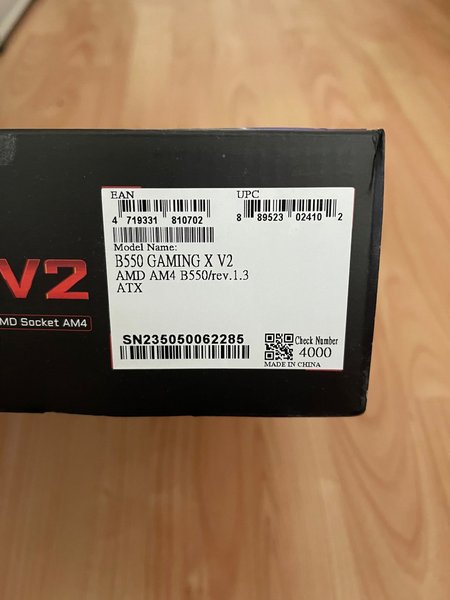 V2
MD Socket AM4
EAN
4 719331 810702
UPC
8 89523 02410 2
Model Name:
B550 GAMING X V2
AMD AM4 B550/rev.1.3
ATX
SN235050062285
Check Number
4000
MADE IN CHINA